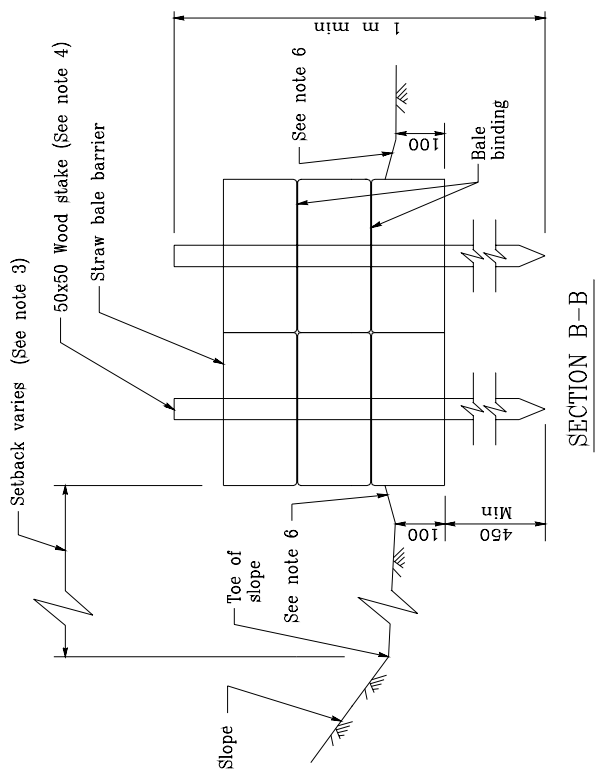 Setback varies (See note 3)
50x50 Wood stake (See note 4)
Straw bale barrier
See note 6
1 m min
100
Bale
binding
Slope
Toe of
slope
See note 6
100
450
Min
SECTION B-B